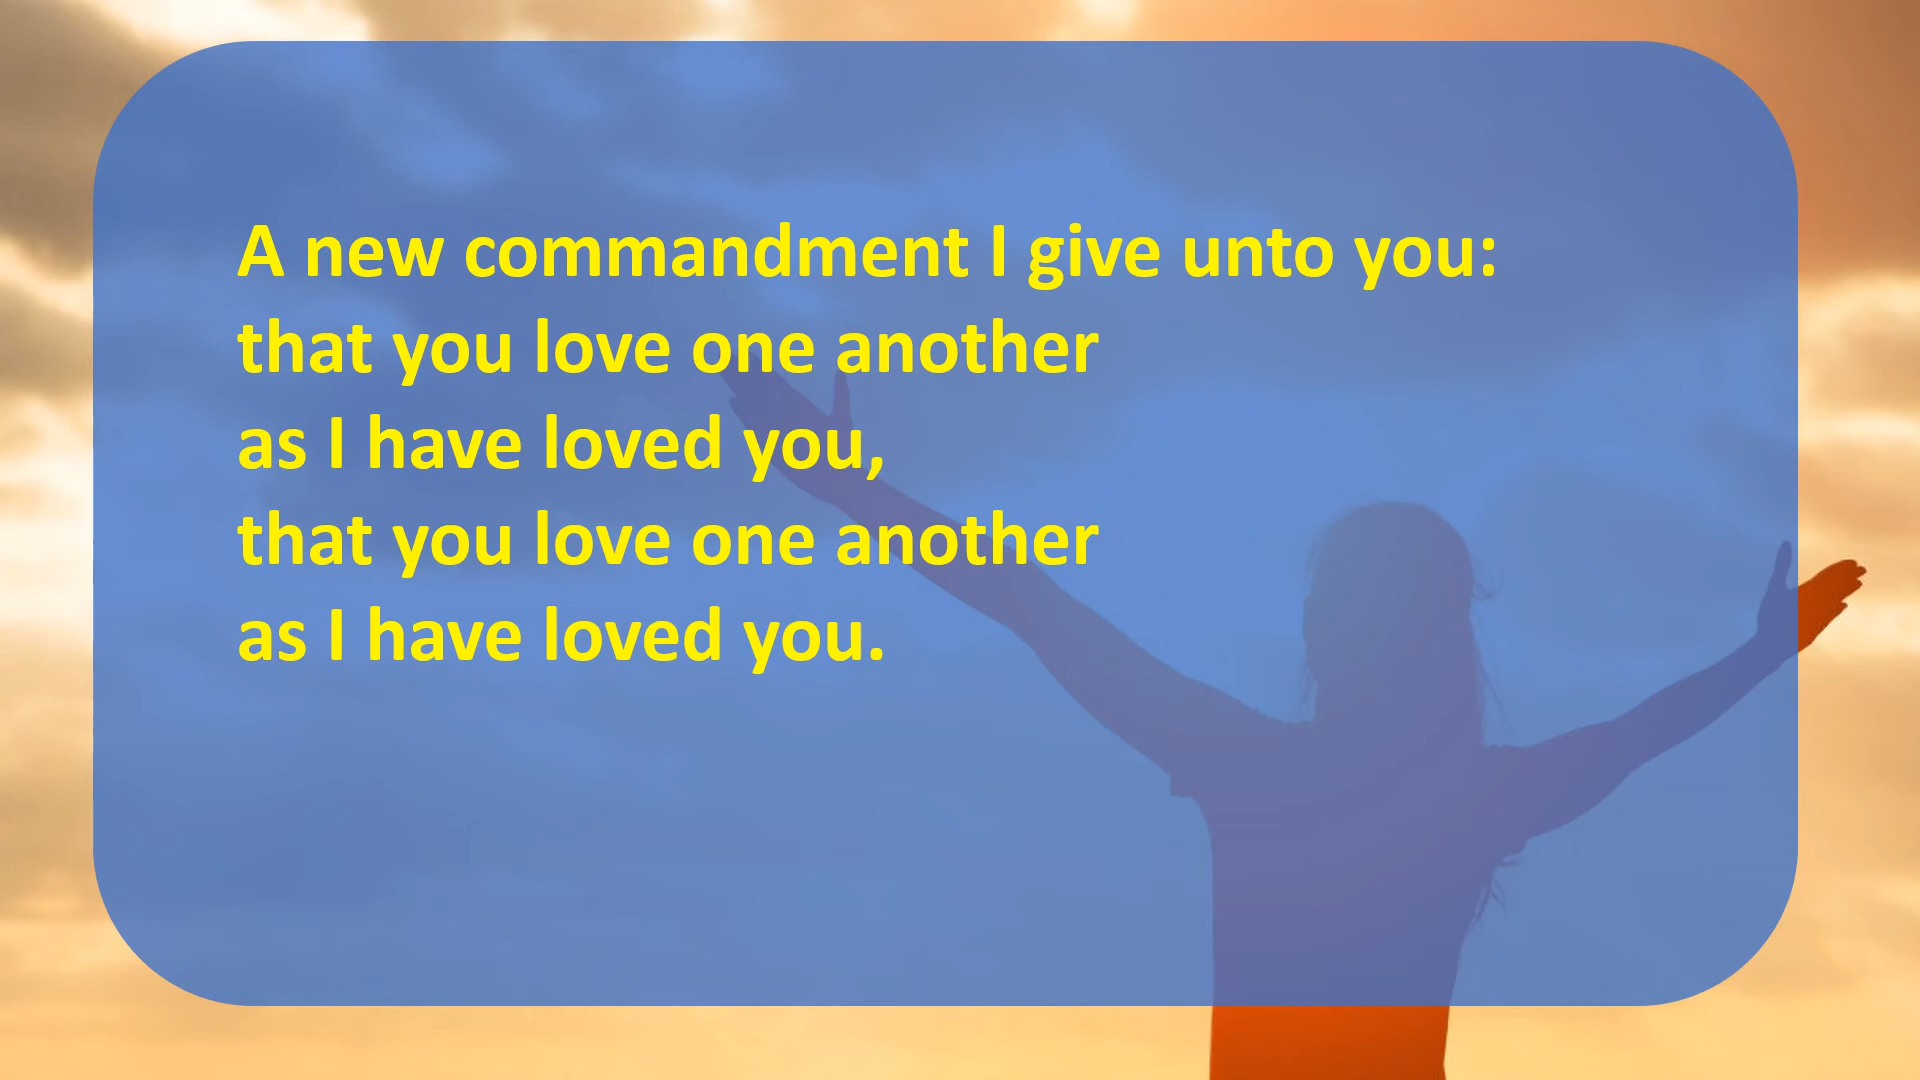 A new commandment I give unto you:
that you love one another
as I have loved you,
that you love one another
as I have loved you.